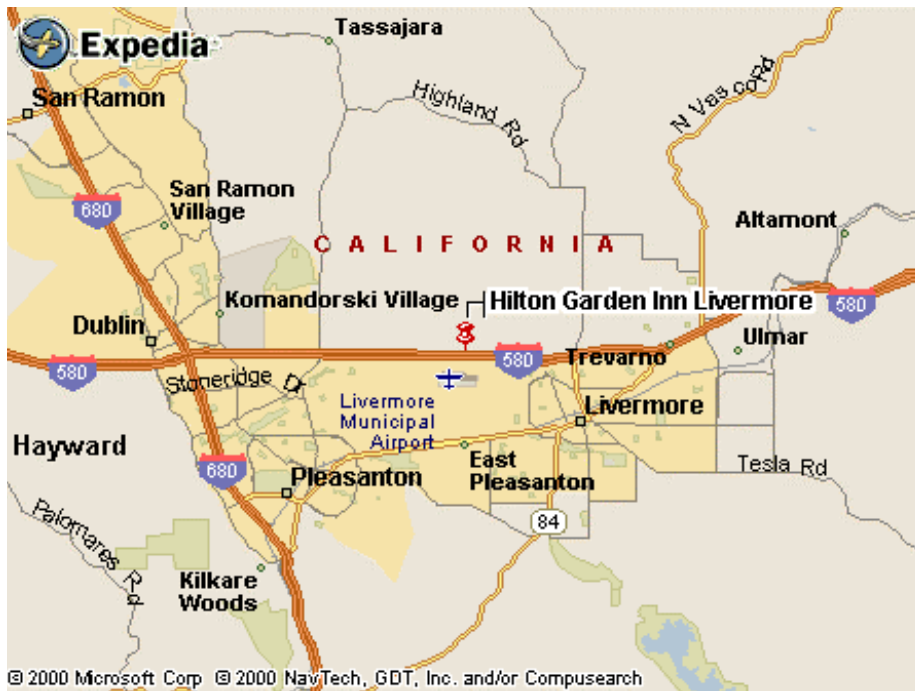 Expedia
Tassajara
San Ramon
Highland Rd
N Vasco Rd
680
San Ramon
Village
Altamont
CALIFORNIA
Komandorski Village
Hilton Garden Inn Livermore
580
Dublin
Ulmar
580
580
Trevarno
Stoneridge Dr
Livermore
Municipal
Airport
Livermore
Hayward
680
Pleasanton
East
Pleasanton
Tesla Rd
84
Palomares Rd
Kilkare
Woods
© 2000 Microsoft Corp © 2000 NavTech, GDT, Inc. and/or Compusearch